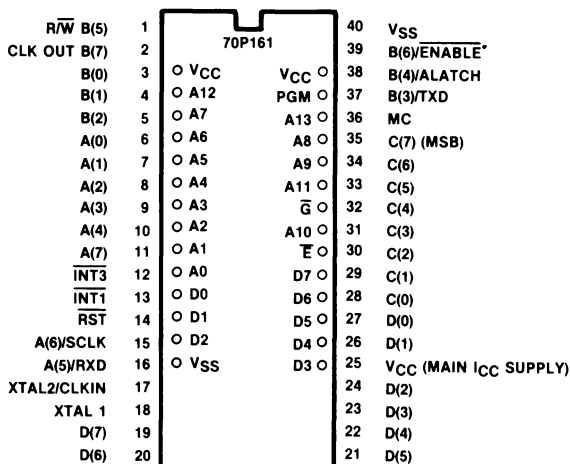 70P161
R/W̅ B(5) 1 40 VSS
CLK OUT B(7) 2 39 B(6)/E̅N̅A̅B̅L̅E̅*
B(0) 3 VCC VCC 38 B(4)/ALATCH
B(1) 4 A12 PGM 37 B(3)/TXD
B(2) 5 A7 A13 36 MC
A(0) 6 A6 A8 35 C(7) (MSB)
A(1) 7 A5 A9 34 C(6)
A(2) 8 A4 A11 33 C(5)
A(3) 9 A3 G̅ 32 C(4)
A(4) 10 A2 A10 31 C(3)
A(7) 11 A1 E̅ 30 C(2)
I̅N̅T̅3̅ 12 A0 D7 29 C(1)
I̅N̅T̅1̅ 13 D0 D6 28 C(0)
R̅S̅T̅ 14 D1 D5 27 D(0)
A(6)/SCLK 15 D2 D4 26 D(1)
A(5)/RXD 16 VSS D3 25 VCC (MAIN ICC SUPPLY)
XTAL2/CLKIN 17 24 D(2)
XTAL 1 18 23 D(3)
D(7) 19 22 D(4)
D(6) 20 21 D(5)